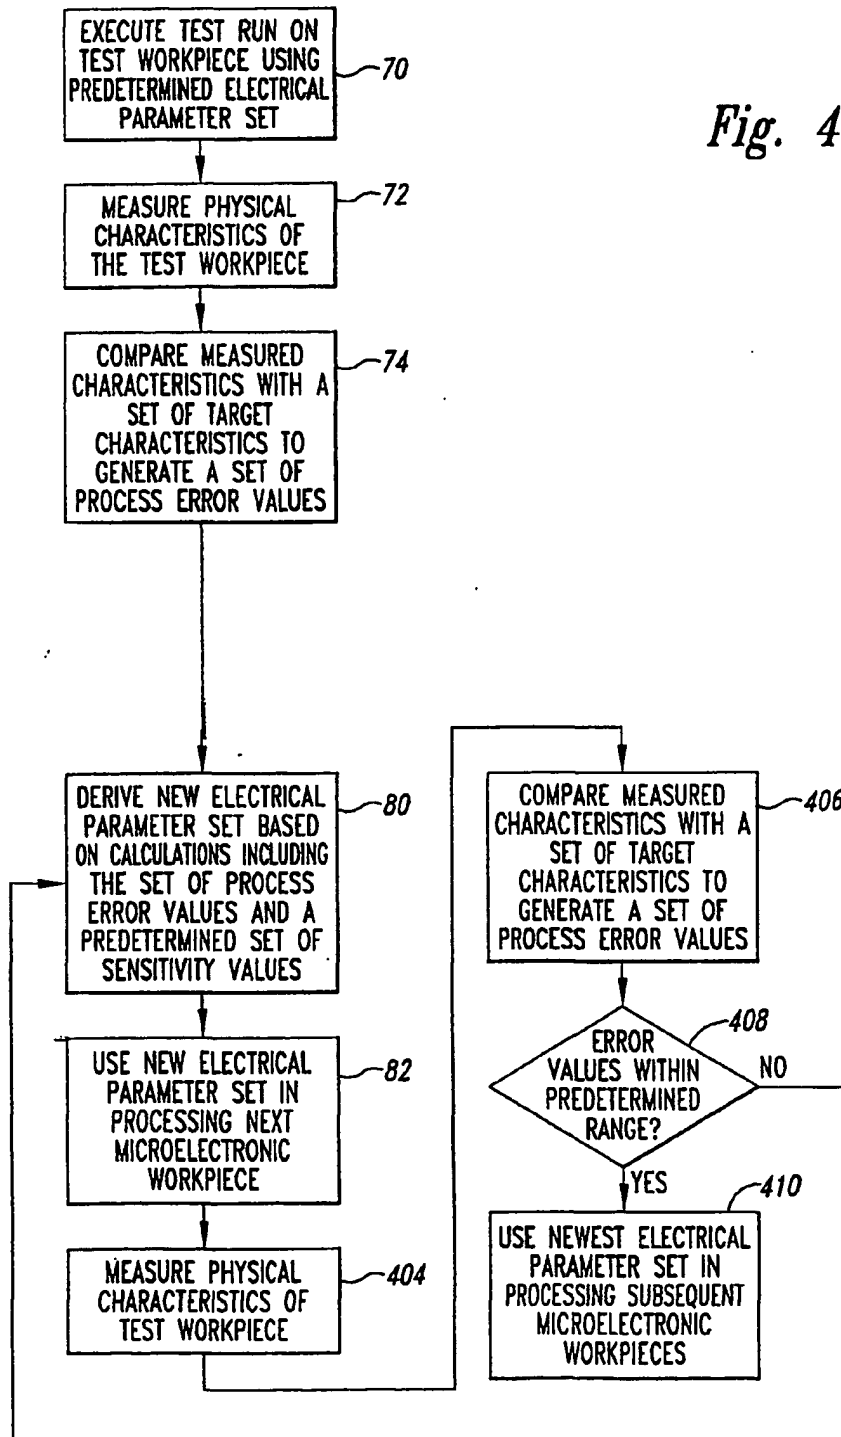 EXECUTE TEST RUN ON
TEST WORKPIECE USING
PREDETERMINED ELECTRICAL
PARAMETER SET
70
Fig. 4
MEASURE PHYSICAL
CHARACTERISTICS OF
THE TEST WORKPIECE
72
COMPARE MEASURED
CHARACTERISTICS WITH A
SET OF TARGET
CHARACTERISTICS TO
GENERATE A SET OF
PROCESS ERROR VALUES
74
DERIVE NEW ELECTRICAL
PARAMETER SET BASED
ON CALCULATIONS INCLUDING
THE SET OF PROCESS
ERROR VALUES AND A
PREDETERMINED SET OF
SENSITIVITY VALUES
80
USE NEW ELECTRICAL
PARAMETER SET IN
PROCESSING NEXT
MICROELECTRONIC
WORKPIECE
82
MEASURE PHYSICAL
CHARACTERISTICS OF
TEST WORKPIECE
404
COMPARE MEASURED
CHARACTERISTICS WITH A
SET OF TARGET
CHARACTERISTICS TO
GENERATE A SET OF
PROCESS ERROR VALUES
406
ERROR
VALUES WITHIN
PREDETERMINED
RANGE?
408
NO
YES
USE NEWEST ELECTRICAL
PARAMETER SET IN
PROCESSING SUBSEQUENT
MICROELECTRONIC
WORKPIECES
410